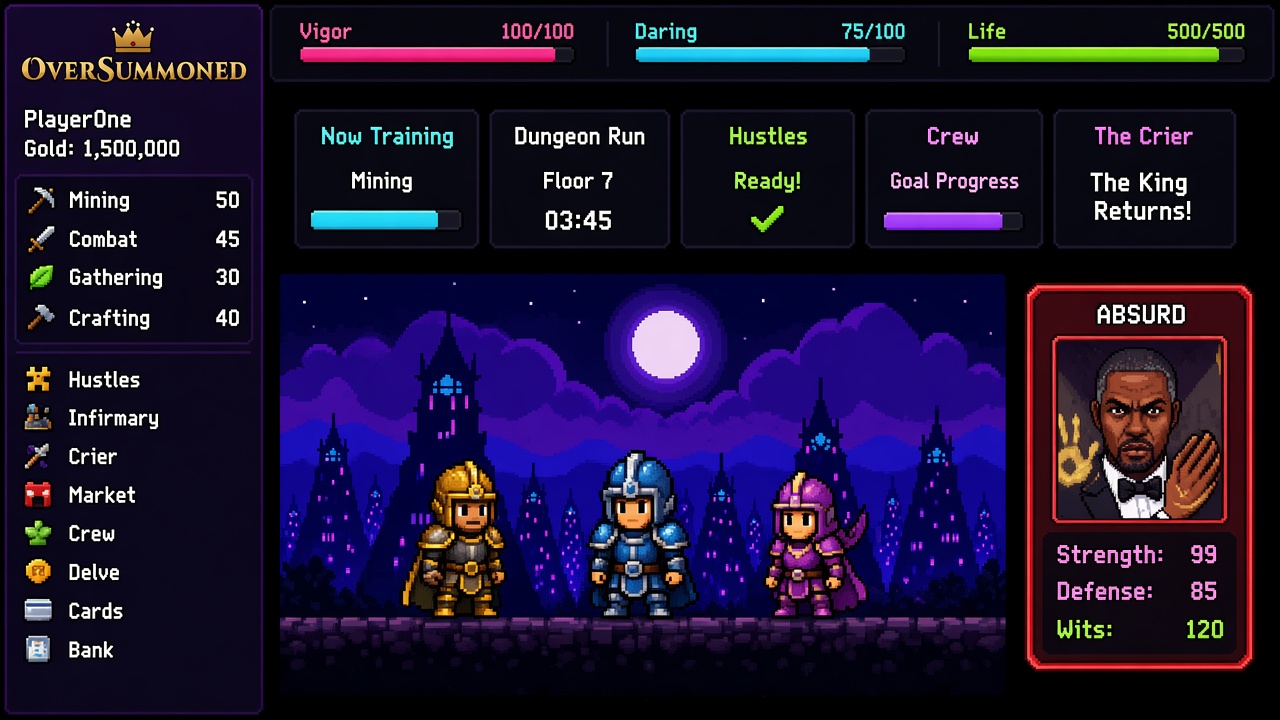 OVERSUMMONED
PlayerOne
Gold: 1,500,000
Mining 50
Combat 45
Gathering 30
Crafting 40
Hustles
Infirmary
Crier
Market
Crew
Delve
Cards
Bank
Vigor 100/100
Daring 75/100
Life 500/500
Now Training
Mining
Dungeon Run
Floor 7
03:45
Hustles
Ready!
Crew
Goal Progress
The Crier
The King
Returns!
ABSURD
Strength: 99
Defense: 85
Wits: 120